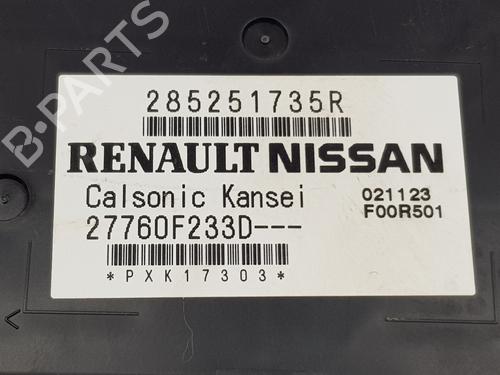 285251735R
RENAULT NISSAN
Calsonic Kansei
021123
27760F233D---
F00R501
*PXK17303*
B-PARTS